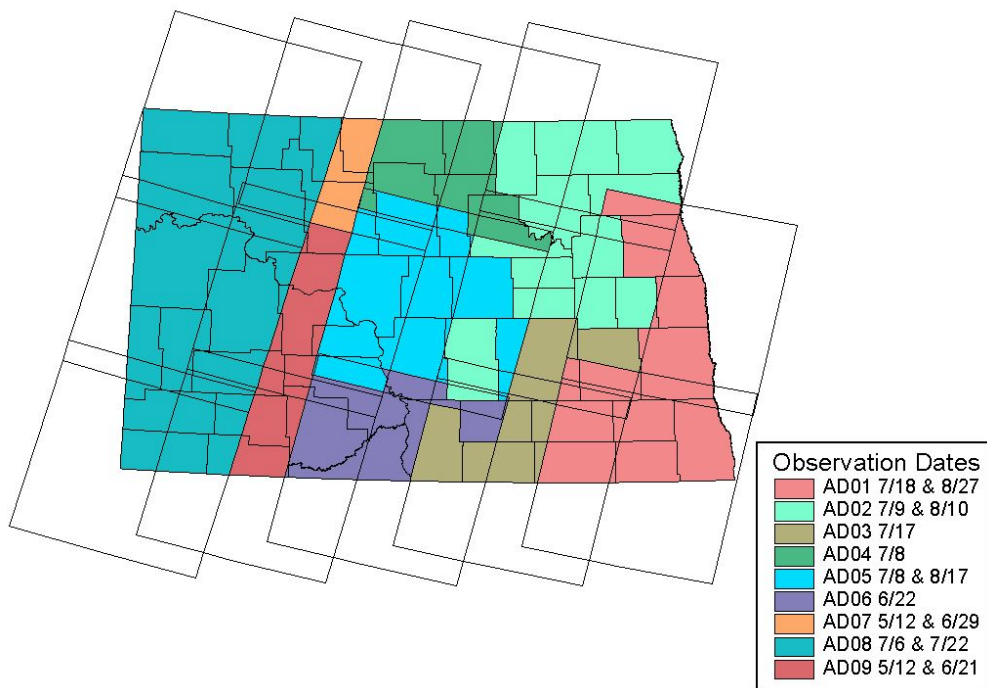 Observation Dates
AD01 7/18 & 8/27
AD02 7/9 & 8/10
AD03 7/17
AD04 7/8
AD05 7/8 & 8/17
AD06 6/22
AD07 5/12 & 6/29
AD08 7/6 & 7/22
AD09 5/12 & 6/21